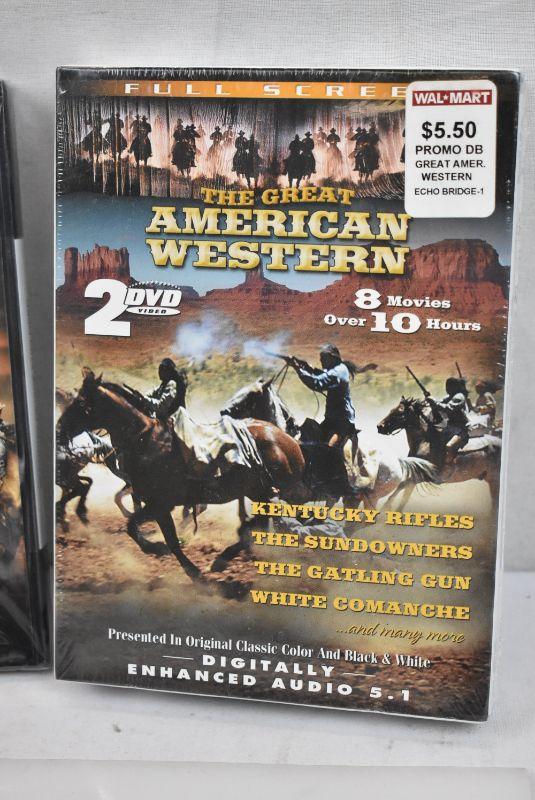 FULL SCREE
WAL★MART
$5.50
PROMO DB
GREAT AMER.
WESTERN
ECHO BRIDGE-1
THE GREAT
AMERICAN
WESTERN
2 DVD
VIDEO
8 Movies
Over 10 Hours
KENTUCKY RIFLES
THE SUNDOWNERS
THE GATLING GUN
WHITE COMANCHE
...and many more
Presented In Original Classic Color And Black & White
DIGITALLY
ENHANCED AUDIO 5.1